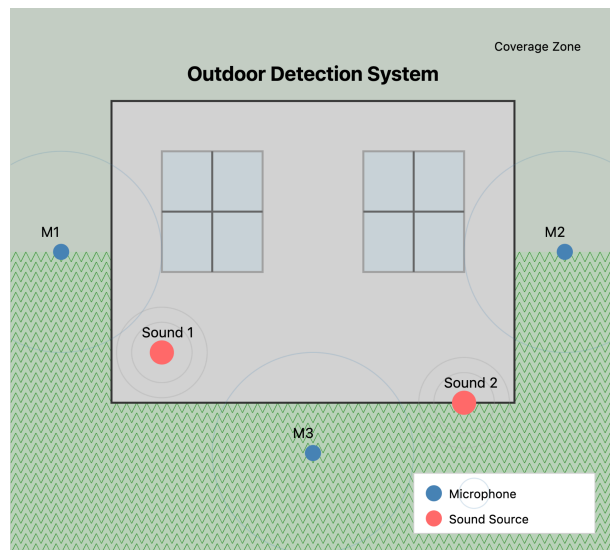 Coverage Zone
Outdoor Detection System
M1
M2
Sound 1
Sound 2
M3
Microphone
Sound Source